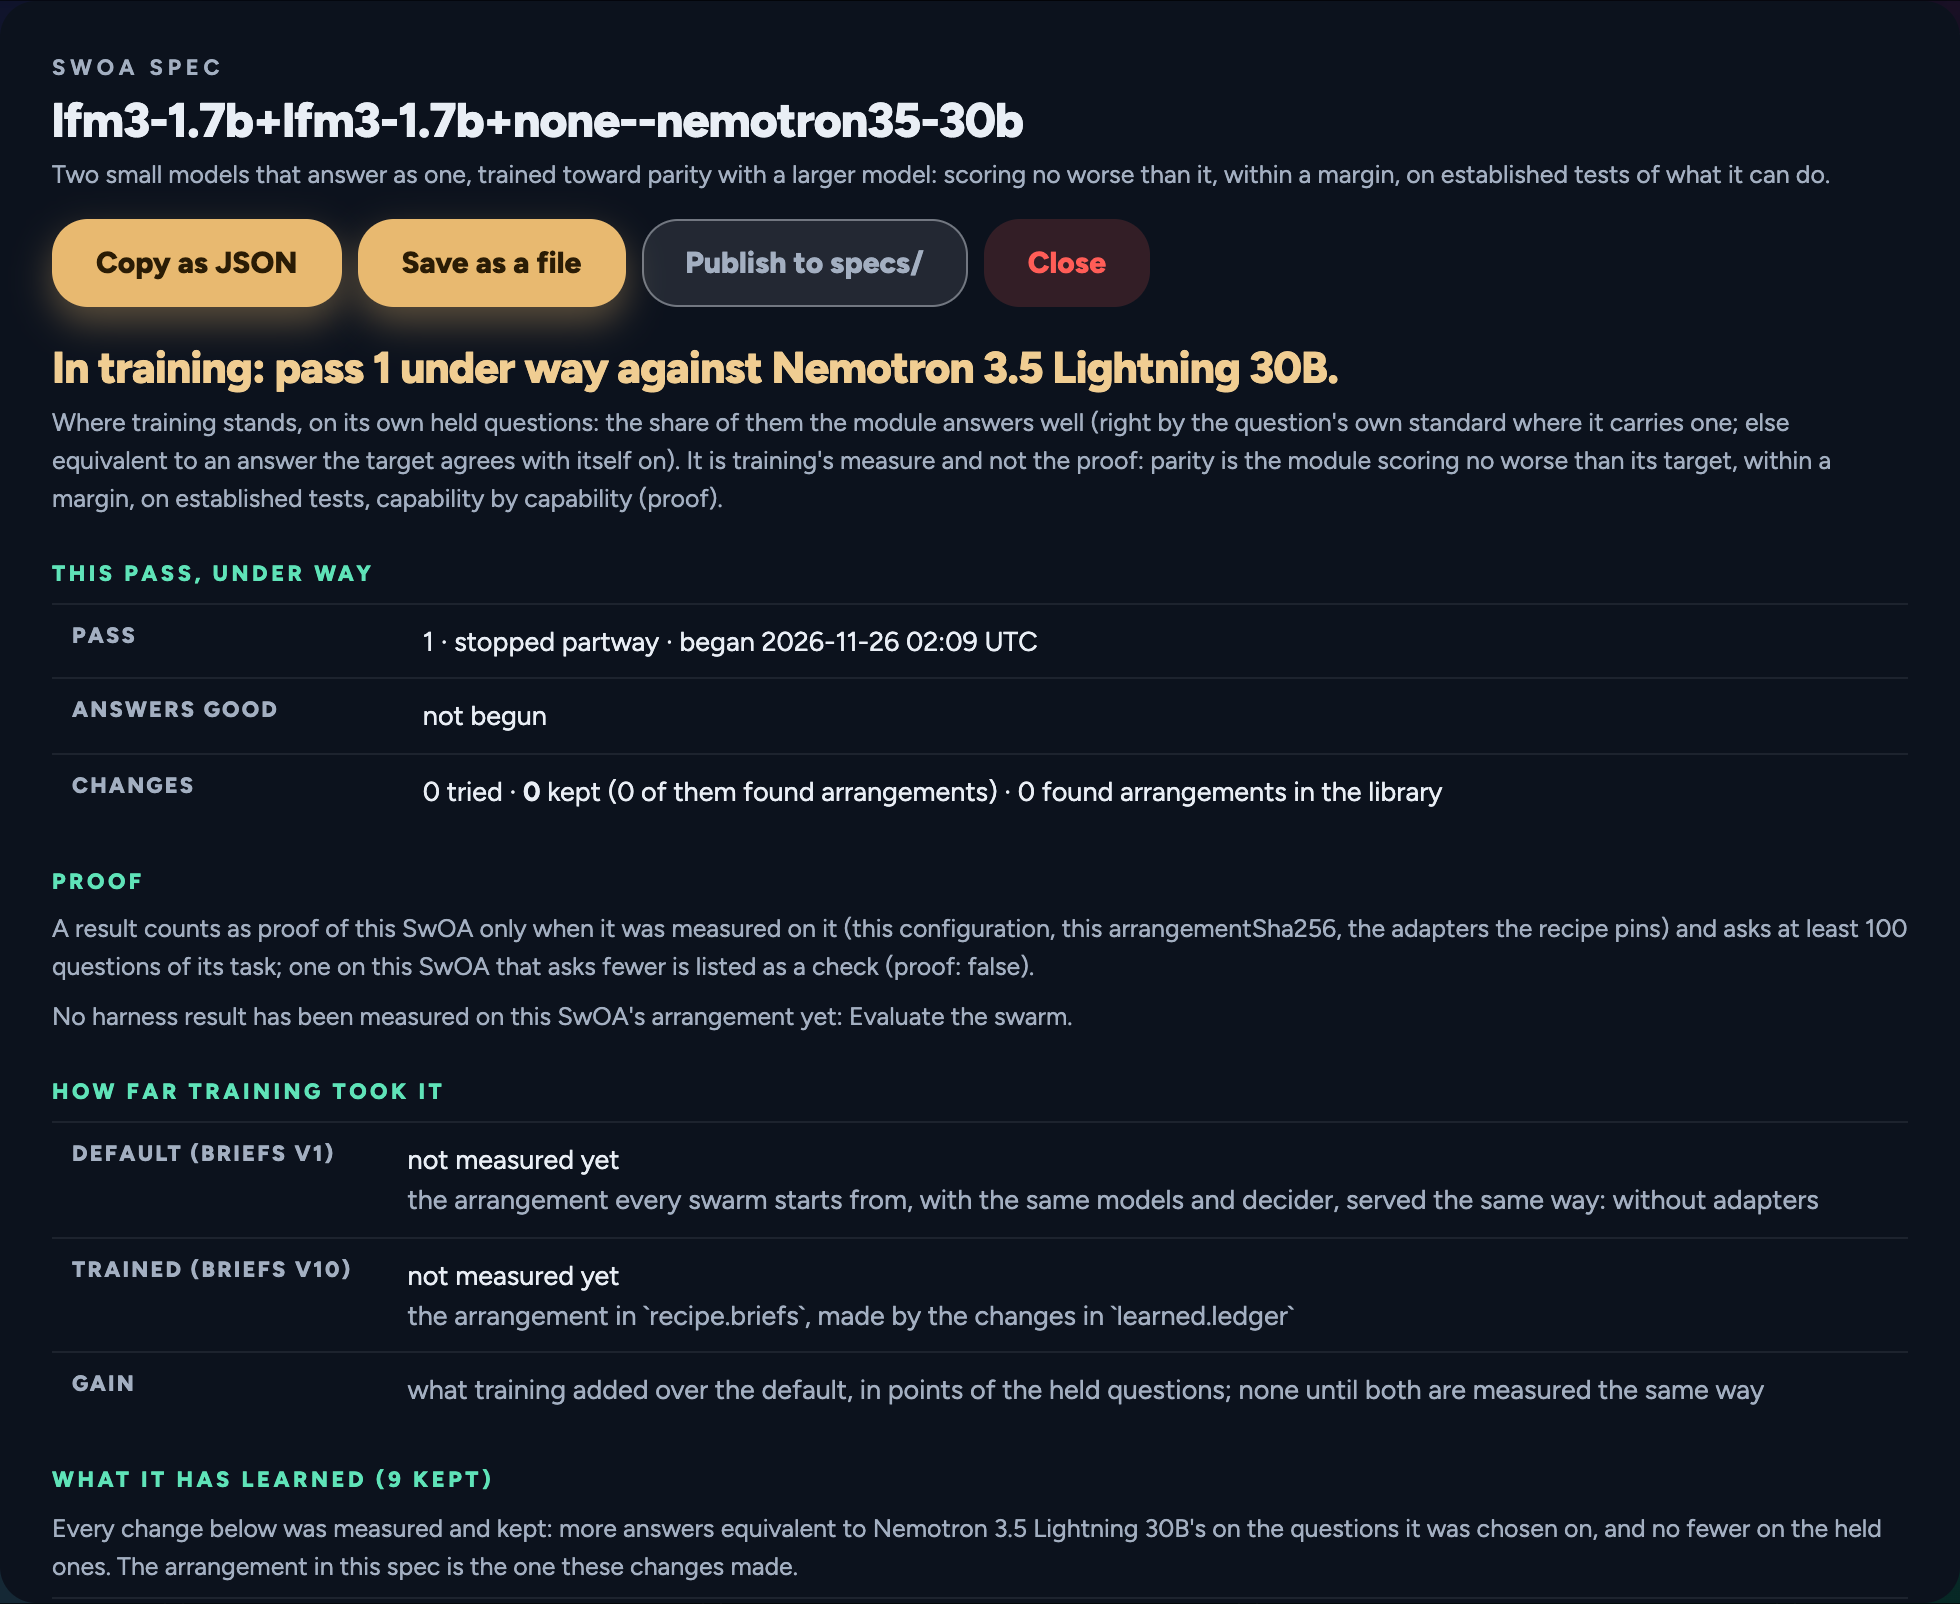 SWOA SPEC
lfm3-1.7b+lfm3-1.7b+none--nemotron35-30b
Two small models that answer as one, trained toward parity with a larger model: scoring no worse than it, within a margin, on established tests of what it can do.
Copy as JSON
Save as a file
Publish to specs/
Close
In training: pass 1 under way against Nemotron 3.5 Lightning 30B.
Where training stands, on its own held questions: the share of them the module answers well (right by the question's own standard where it carries one; else
equivalent to an answer the target agrees with itself on). It is training's measure and not the proof: parity is the module scoring no worse than its target, within a
margin, on established tests, capability by capability (proof).
THIS PASS, UNDER WAY
PASS
1 · stopped partway · began 2026-11-26 02:09 UTC
ANSWERS GOOD
not begun
CHANGES
0 tried · 0 kept (0 of them found arrangements) · 0 found arrangements in the library
PROOF
A result counts as proof of this SwOA only when it was measured on it (this configuration, this arrangementSha256, the adapters the recipe pins) and asks at least 100
questions of its task; one on this SwOA that asks fewer is listed as a check (proof: false).
No harness result has been measured on this SwOA's arrangement yet: Evaluate the swarm.
HOW FAR TRAINING TOOK IT
DEFAULT (BRIEFS V1)
not measured yet
the arrangement every swarm starts from, with the same models and decider, served the same way: without adapters
TRAINED (BRIEFS V10)
not measured yet
the arrangement in `recipe.briefs`, made by the changes in `learned.ledger`
GAIN
what training added over the default, in points of the held questions; none until both are measured the same way
WHAT IT HAS LEARNED (9 KEPT)
Every change below was measured and kept: more answers equivalent to Nemotron 3.5 Lightning 30B's on the questions it was chosen on, and no fewer on the held
ones. The arrangement in this spec is the one these changes made.